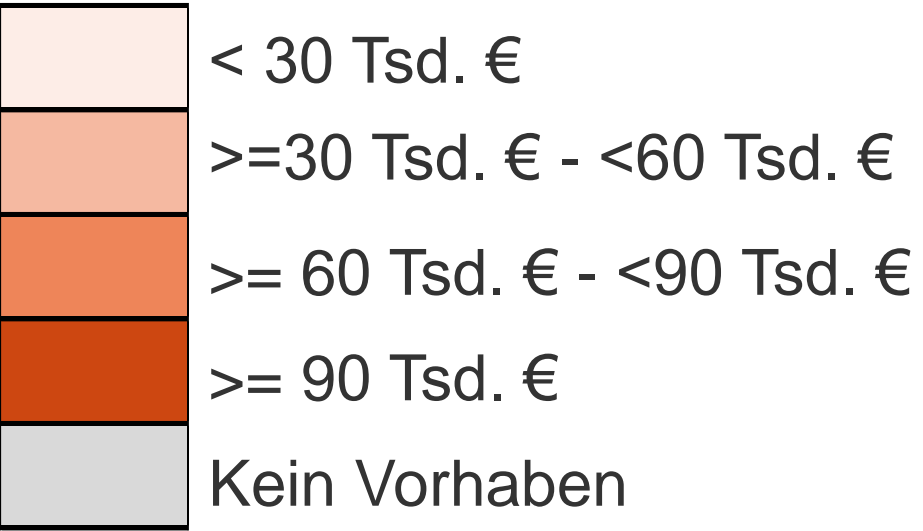 < 30 Tsd. €
>=30 Tsd. € - <60 Tsd. €
>= 60 Tsd. € - <90 Tsd. €
>= 90 Tsd. €
Kein Vorhaben